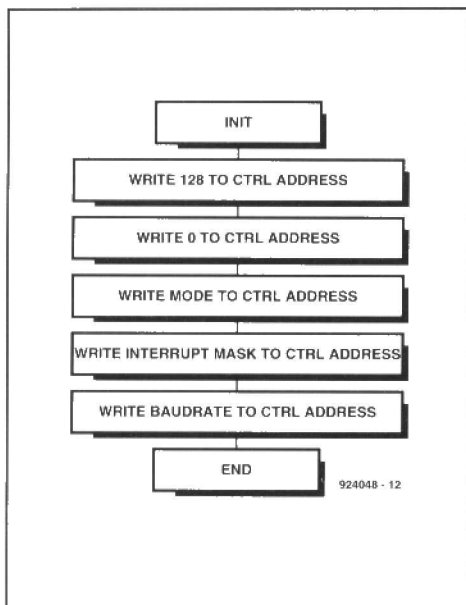 INIT
WRITE 128 TO CTRL ADDRESS
WRITE 0 TO CTRL ADDRESS
WRITE MODE TO CTRL ADDRESS
WRITE INTERRUPT MASK TO CTRL ADDRESS
WRITE BAUDRATE TO CTRL ADDRESS
END
924048 - 12